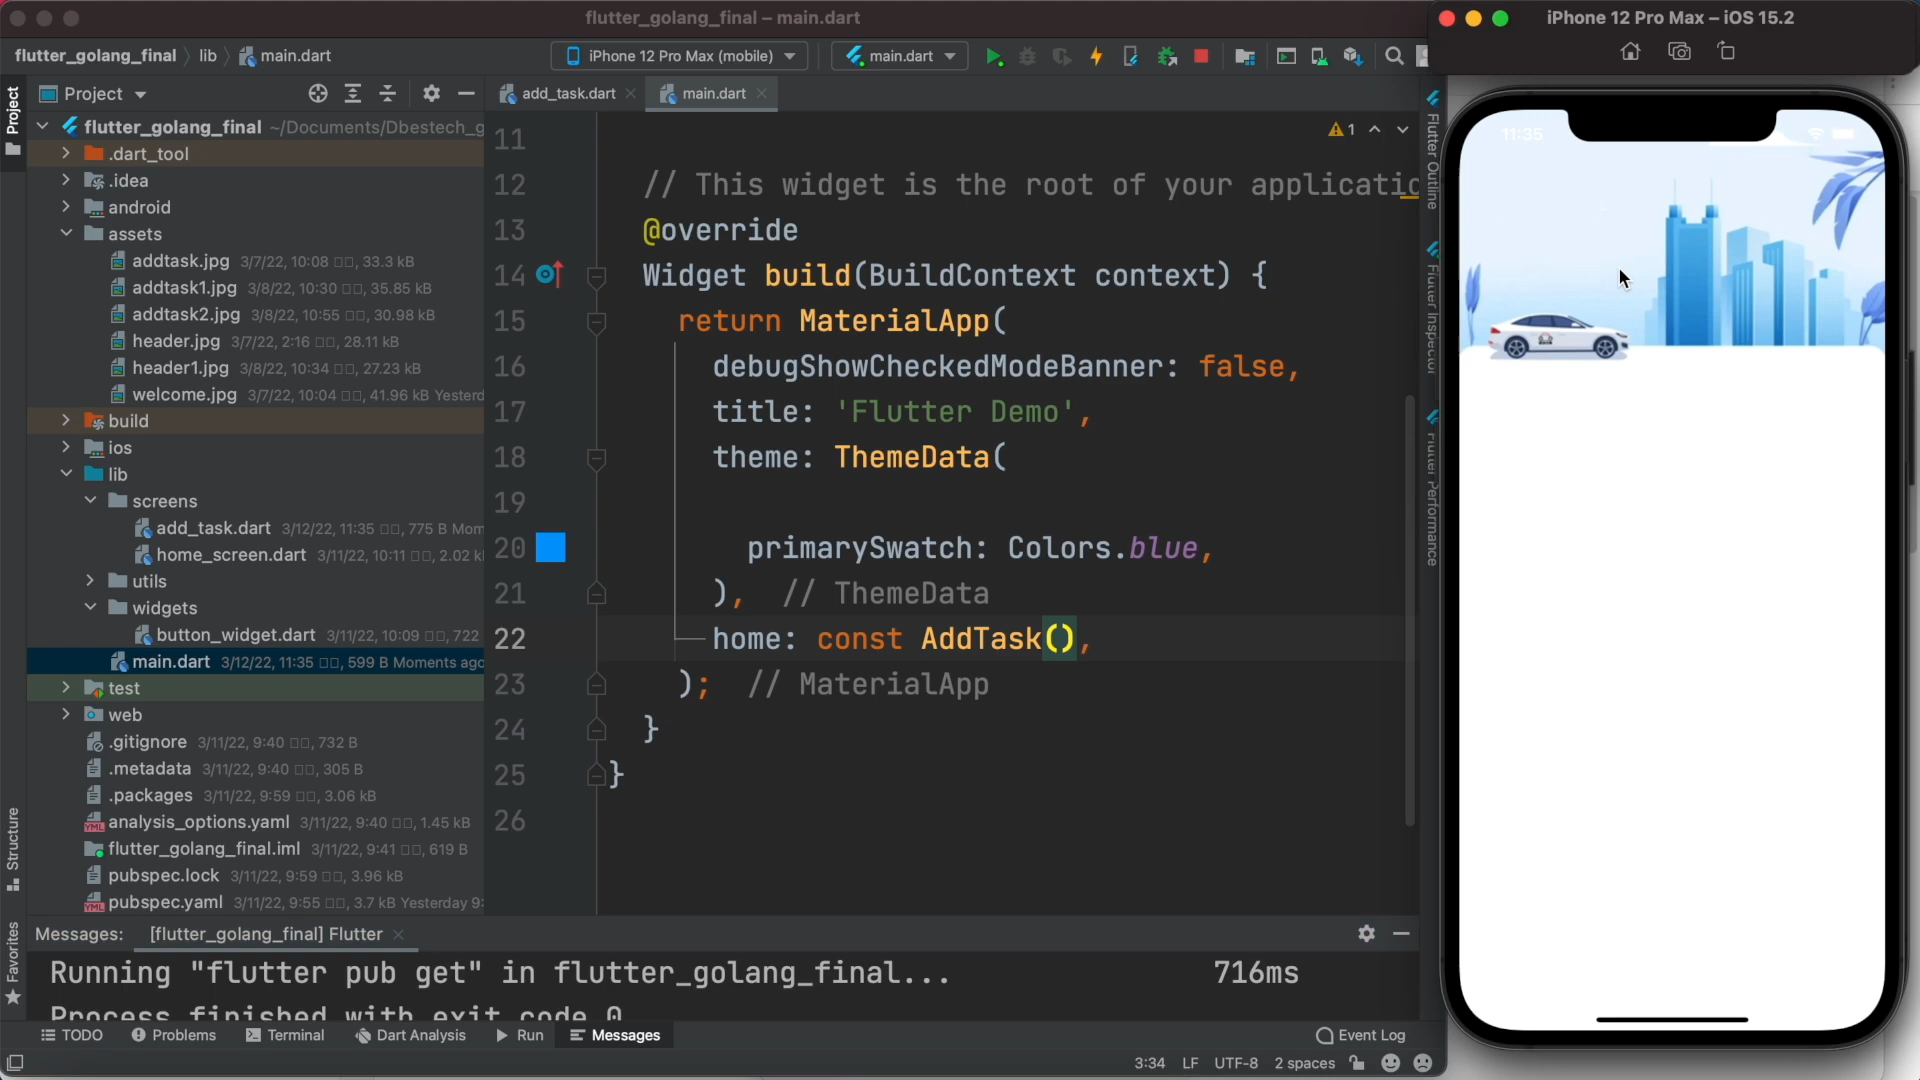 flutter_golang_final – main.dart
flutter_golang_final
lib
main.dart
iPhone 12 Pro Max (mobile)
main.dart
iPhone 12 Pro Max – iOS 15.2
Project
Project
add_task.dart
main.dart
flutter_golang_final ~/Documents/Dbestech_g
.dart_tool
.idea
android
assets
addtask.jpg 3/7/22, 10:08 □□, 33.3 kB
addtask1.jpg 3/8/22, 10:30 □□, 35.85 kB
addtask2.jpg 3/8/22, 10:55 □□, 30.98 kB
header.jpg 3/7/22, 2:16 □□, 28.11 kB
header1.jpg 3/8/22, 10:34 □□, 27.23 kB
welcome.jpg 3/7/22, 10:04 □□, 41.96 kB Yesterd
build
ios
lib
screens
add_task.dart 3/12/22, 11:35 □□, 775 B Mom
home_screen.dart 3/11/22, 10:11 □□, 2.02 k
utils
widgets
button_widget.dart 3/11/22, 10:09 □□, 722
main.dart 3/12/22, 11:35 □□, 599 B Moments ago
test
web
.gitignore 3/11/22, 9:40 □□, 732 B
.metadata 3/11/22, 9:40 □□, 305 B
.packages 3/11/22, 9:59 □□, 3.06 kB
analysis_options.yaml 3/11/22, 9:40 □□, 1.45 kB
flutter_golang_final.iml 3/11/22, 9:41 □□, 619 B
pubspec.lock 3/11/22, 9:59 □□, 3.96 kB
pubspec.yaml 3/11/22, 9:55 □□, 3.7 kB Yesterday 9:
11
12 // This widget is the root of your applicatio
13 @override
14 Widget build(BuildContext context) {
15 return MaterialApp(
16 debugShowCheckedModeBanner: false,
17 title: 'Flutter Demo',
18 theme: ThemeData(
19
20 primarySwatch: Colors.blue,
21 ), // ThemeData
22 home: const AddTask(),
23 ); // MaterialApp
24 }
25 }
26
1
Flutter Outline
Flutter Inspector
Flutter Performance
11:35
Structure
Favorites
Messages:
[flutter_golang_final] Flutter
Running "flutter pub get" in flutter_golang_final... 716ms
Process finished with exit code 0
TODO
Problems
Terminal
Dart Analysis
Run
Messages
Event Log
3:34 LF UTF-8 2 spaces